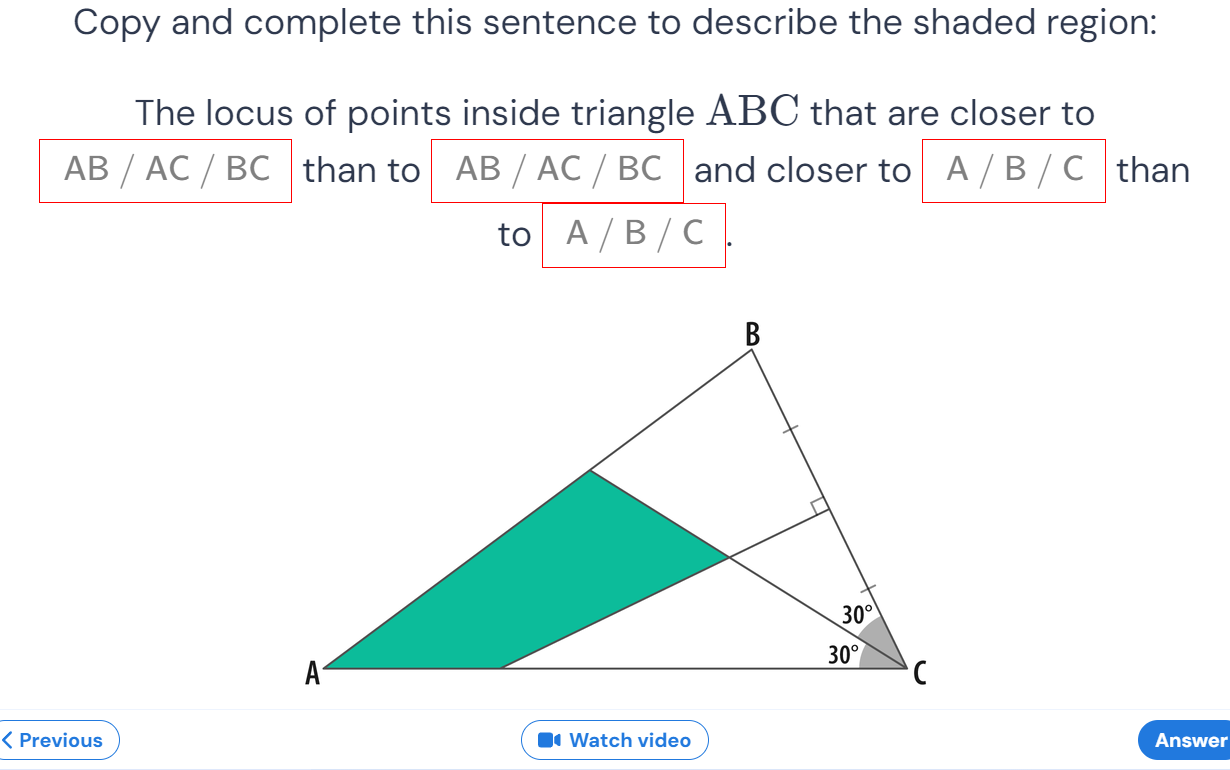 Copy and complete this sentence to describe the shaded region:
The locus of points inside triangle ABC that are closer to
AB / AC / BC than to AB / AC / BC and closer to A / B / C than
to A / B / C .
B
30°
30°
A
C
Previous
Watch video
Answer